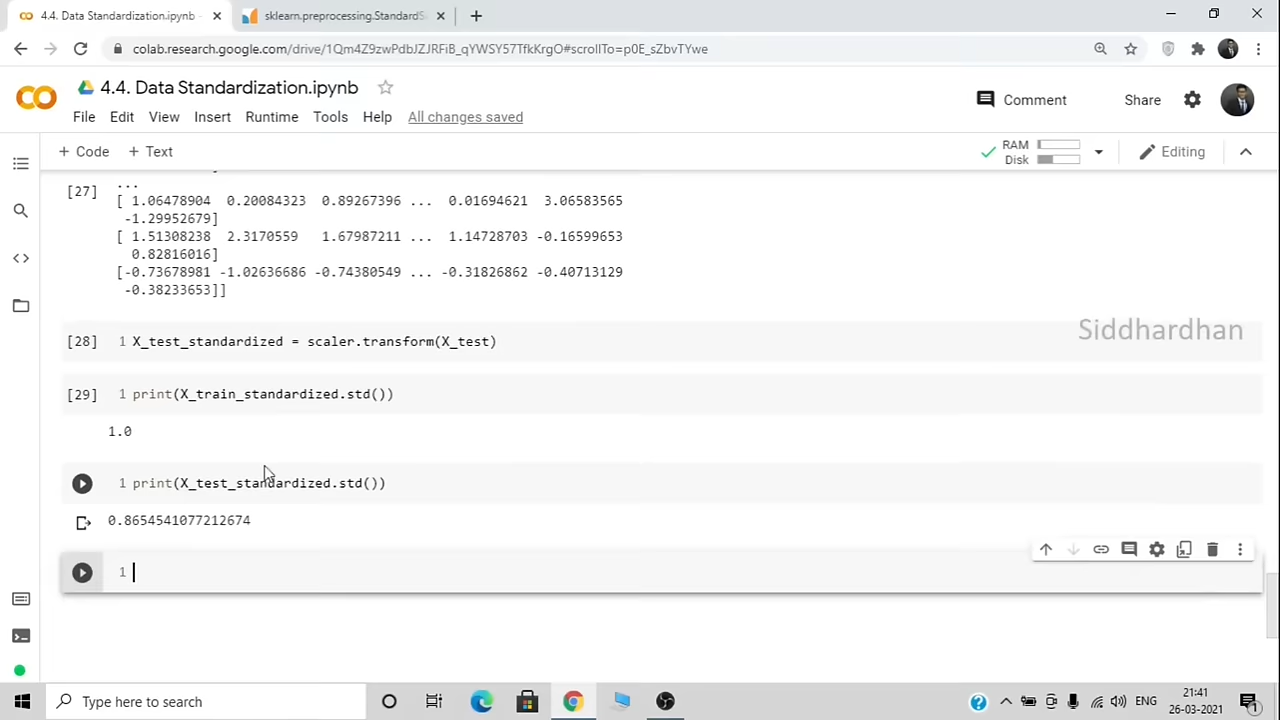 4.4. Data Standardization.ipynb -
sklearn.preprocessing.StandardS
colab.research.google.com/drive/1Qm4Z9zwPdbJZJRFiB_qYWSY57TfkKrgO#scrollTo=p0E_sZbvTYwe
4.4. Data Standardization.ipynb
Comment
Share
File Edit View Insert Runtime Tools Help All changes saved
+ Code + Text
RAM
Disk
Editing
[27]
...
[ 1.06478904 0.20084323 0.89267396 ... 0.01694621 3.06583565
-1.29952679]
[ 1.51308238 2.3170559 1.67987211 ... 1.14728703 -0.16599653
0.82816016]
[-0.73678981 -1.02636686 -0.74380549 ... -0.31826862 -0.40713129
-0.38233653]]
Siddhardhan
[28] 1 X_test_standardized = scaler.transform(X_test)
[29] 1 print(X_train_standardized.std())
1.0
1 print(X_test_standardized.std())
0.8654541077212674
1
Type here to search
ENG
21:41
26-03-2021
1